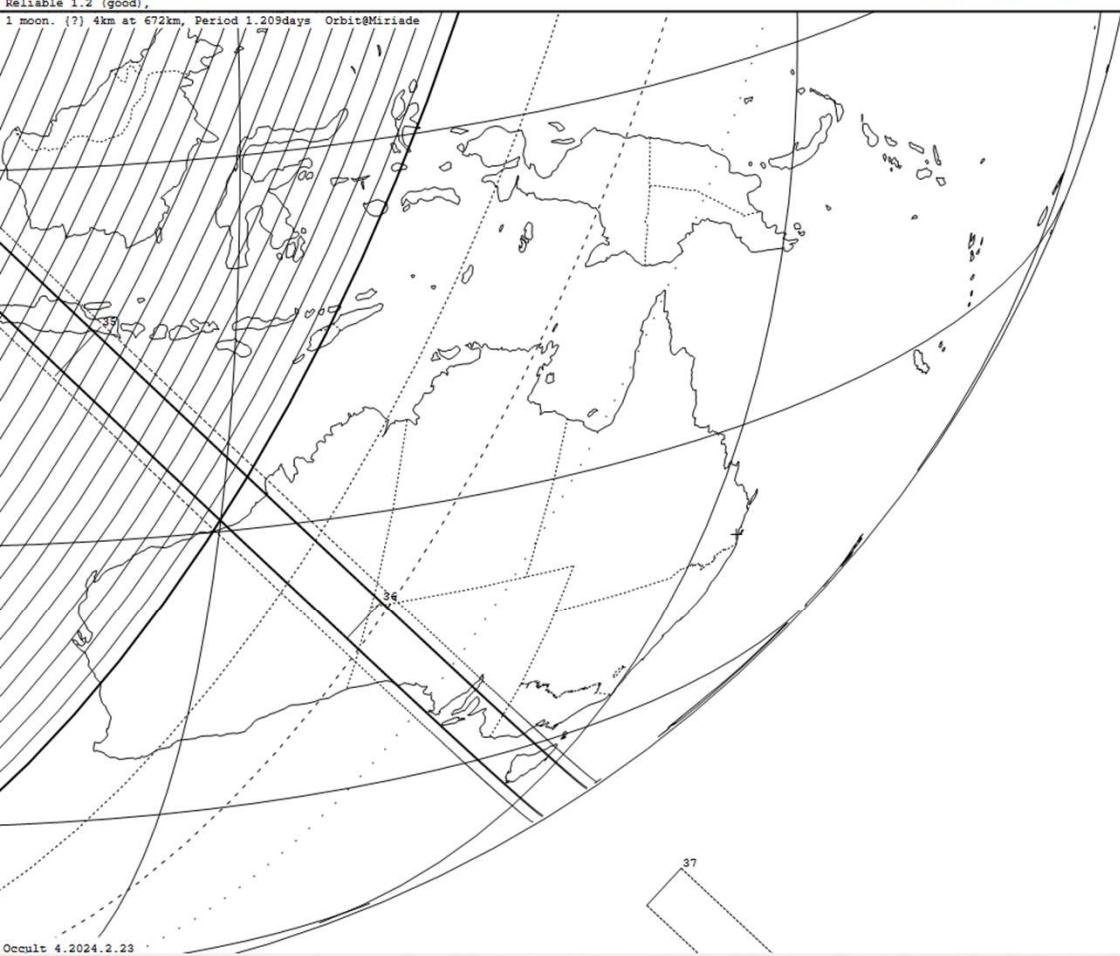 Reliable 1.2 (good),
1 moon. {?} 4km at 672km, Period 1.209days Orbit@Miriade
35
36
37
Occult 4.2024.2.23